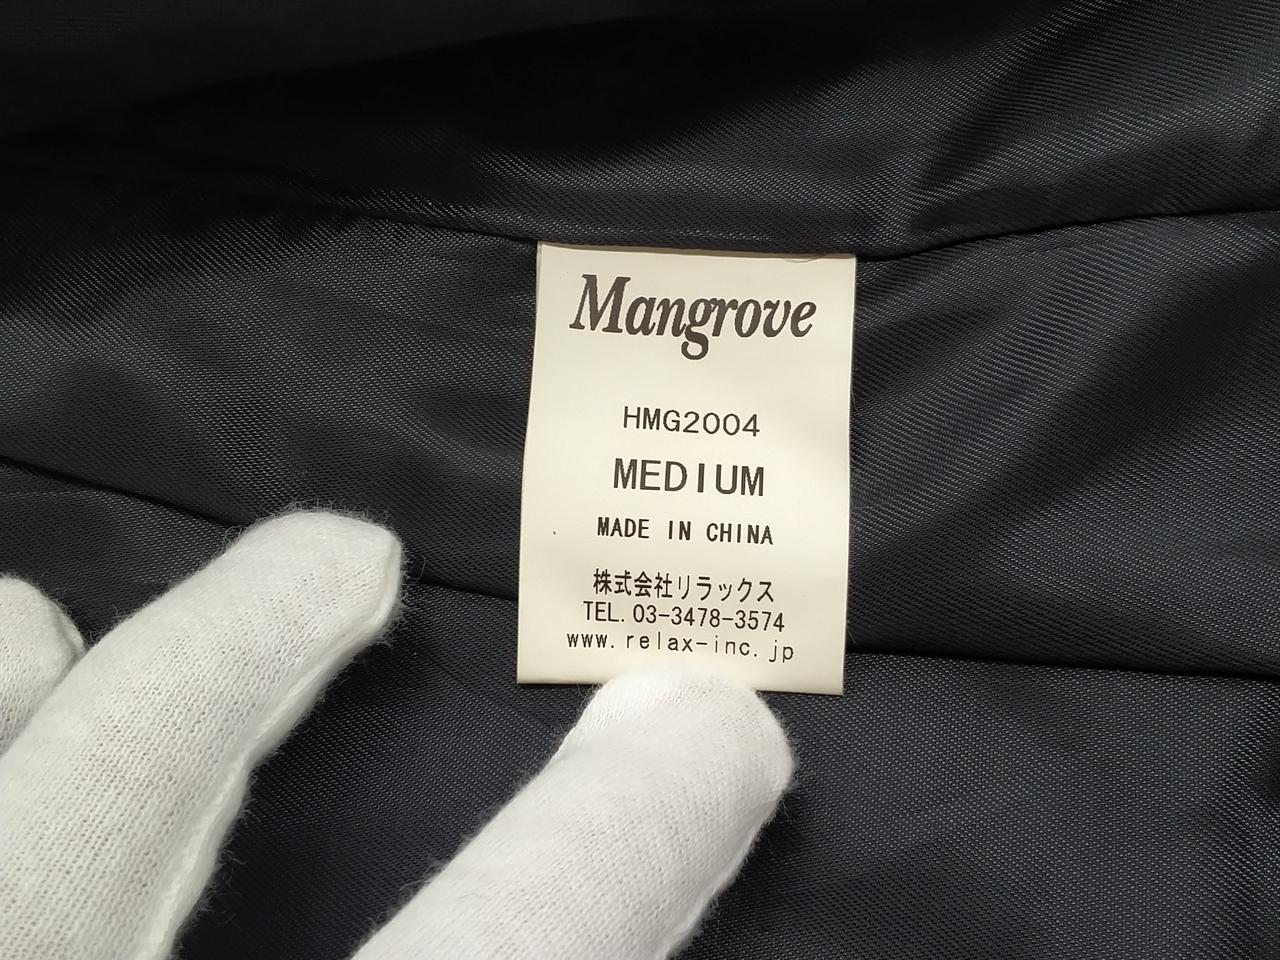 Mangrove
HMG2004
MEDIUM
MADE IN CHINA
株式会社リラックス
TEL. 03-3478-3574
www.relax-inc.jp